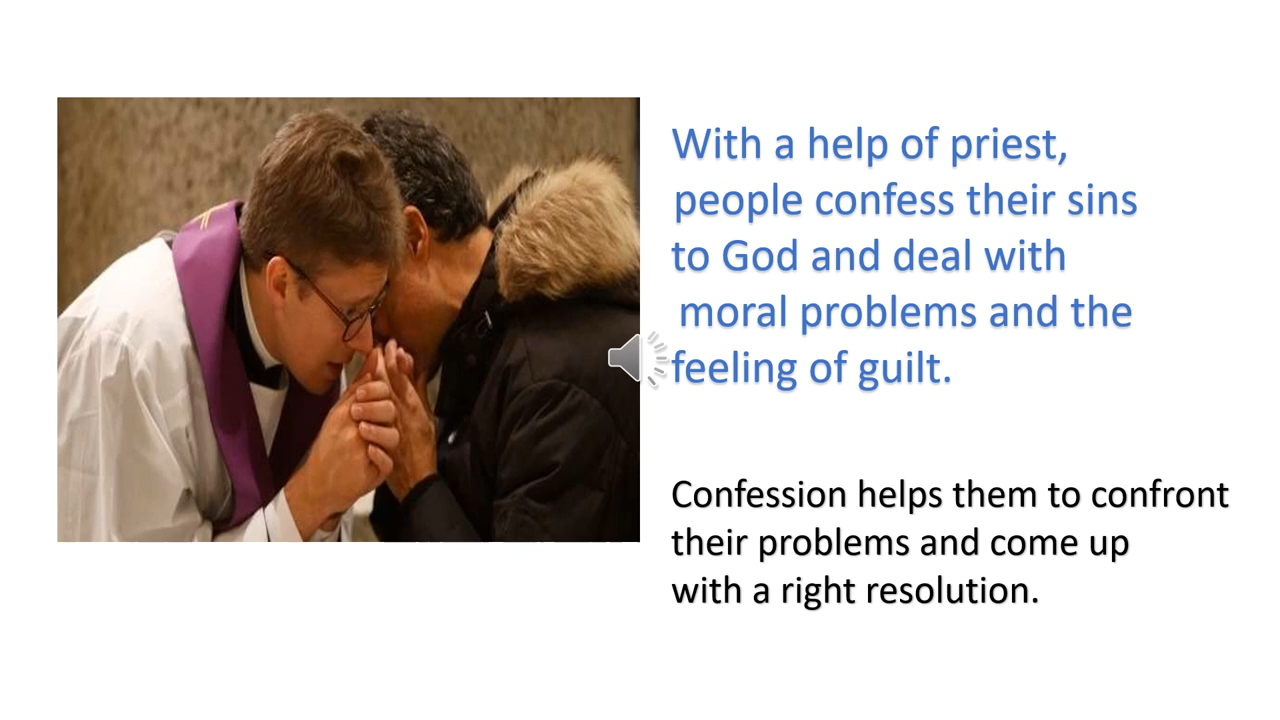 With a help of priest,
people confess their sins
to God and deal with
moral problems and the
feeling of guilt.
Confession helps them to confront
their problems and come up
with a right resolution.